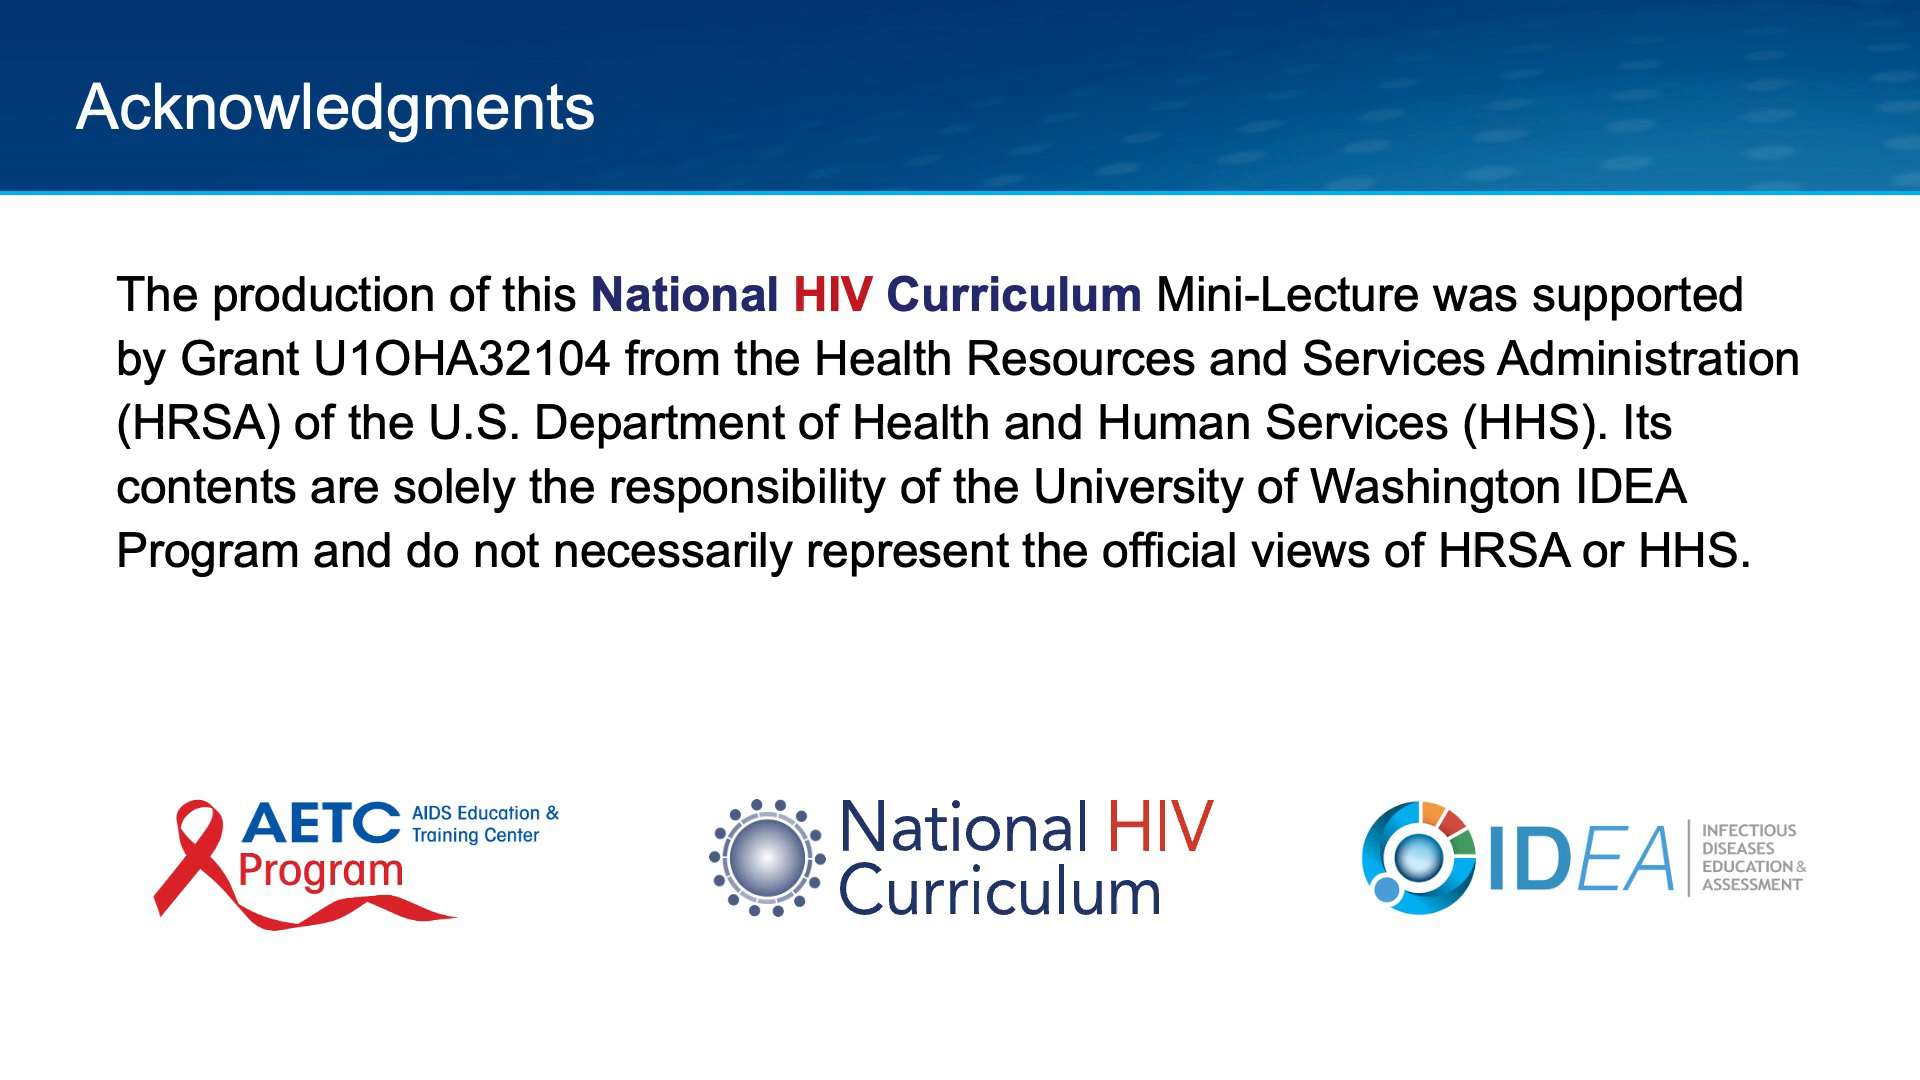 Acknowledgments
The production of this National HIV Curriculum Mini-Lecture was supported
by Grant U1OHA32104 from the Health Resources and Services Administration
(HRSA) of the U.S. Department of Health and Human Services (HHS). Its
contents are solely the responsibility of the University of Washington IDEA
Program and do not necessarily represent the official views of HRSA or HHS.
AETC AIDS Education &
Training Center
Program
National HIV
Curriculum
IDEA
INFECTIOUS
DISEASES
EDUCATION &
ASSESSMENT